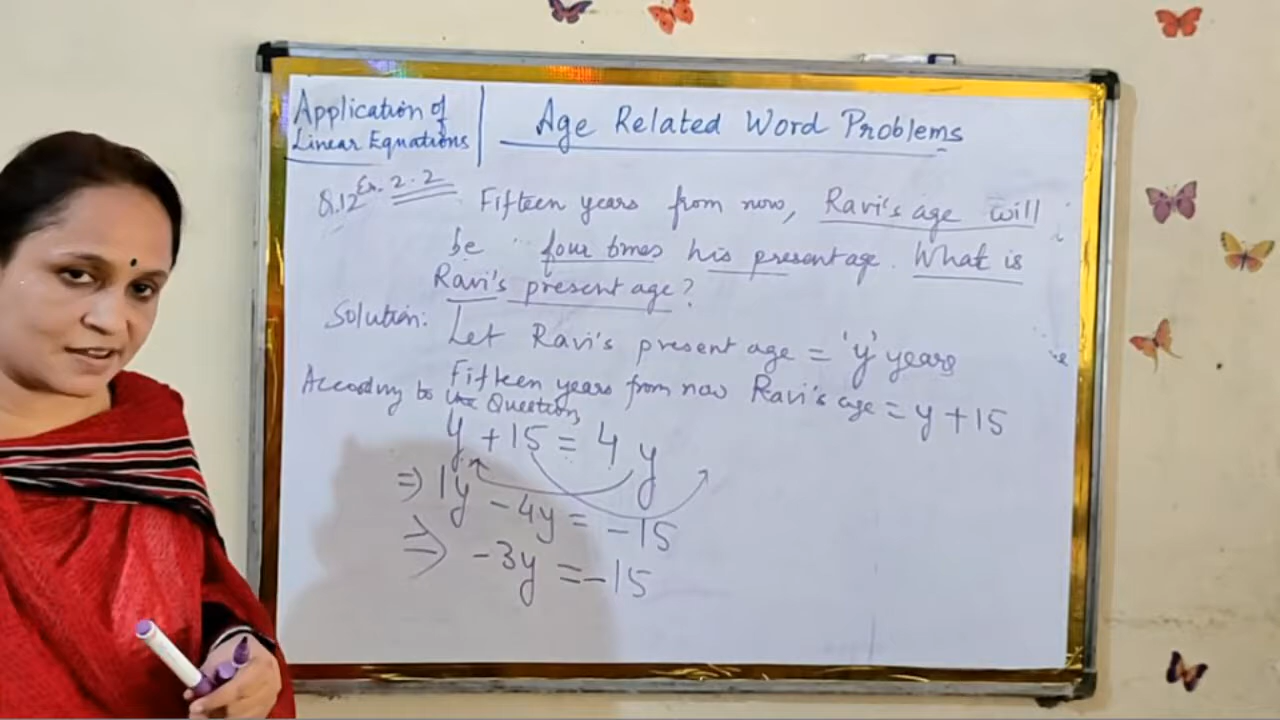 Application of
Linear Equations
Age Related Word Problems
Q.12 Ex. 2.2 Fifteen years from now, Ravi's age will
be four times his present age. What is
Ravi's present age?
Solution: Let Ravi's present age = 'y' years
Fifteen years from now Ravi's age = y + 15
According to the Question,
y + 15 = 4y
⇒ 1y - 4y = -15
⇒ -3y = -15